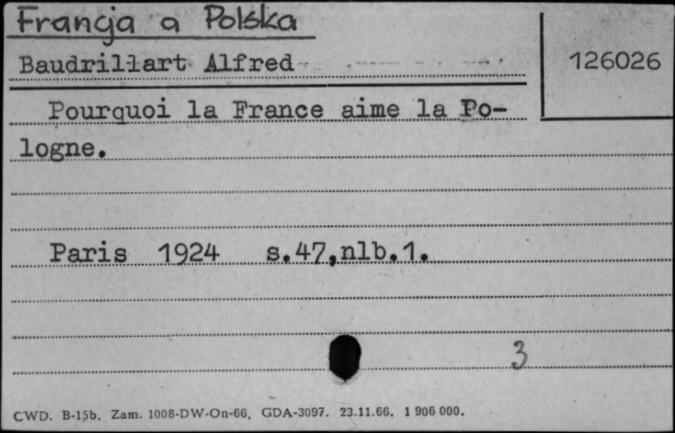 Francja a Polska
Baudrillart Alfred
126026
Pourquoi la France aime la Po-
logne.
Paris 1924 s.47,nlb.1.
3
CWD. B-15b. Zam. 1008-DW-On-66. GDA-3097. 23.11.66. 1 906 000.